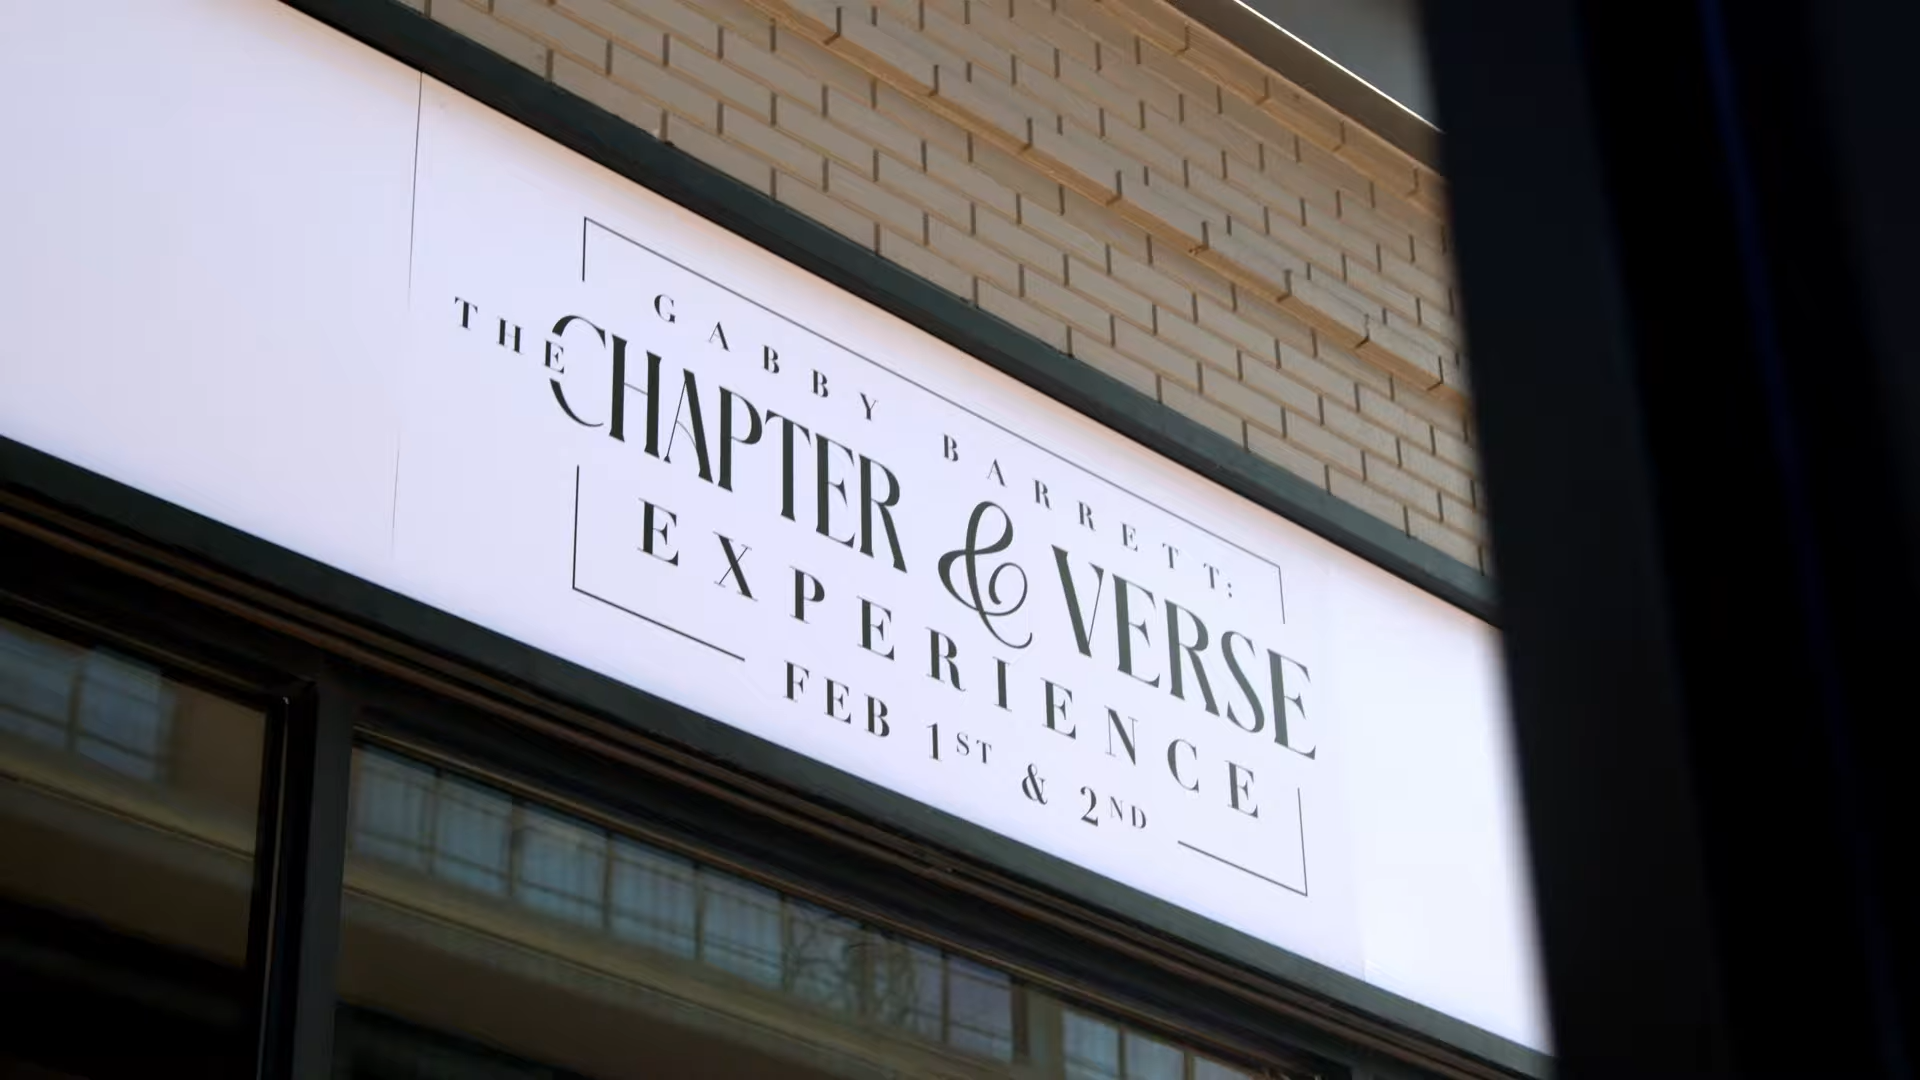 GABBY BARRETT:
THE CHAPTER & VERSE
EXPERIENCE
FEB 1ST & 2ND